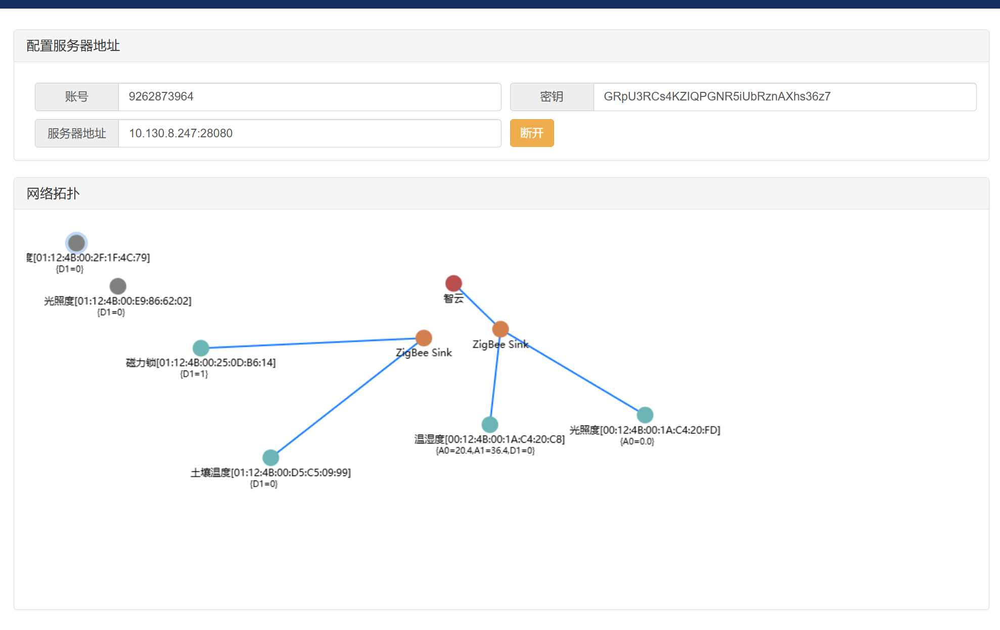 配置服务器地址
账号
9262873964
密钥
GRpU3RCs4KZIQPGNR5iUbRznAXhs36z7
服务器地址
10.130.8.247:28080
断开
网络拓扑
度[01:12:4B:00:2F:1F:4C:79]
{D1=0}
光照度[01:12:4B:00:E9:86:62:02]
{D1=0}
智云
ZigBee Sink
ZigBee Sink
磁力锁[01:12:4B:00:25:0D:B6:14]
{D1=1}
光照度[00:12:4B:00:1A:C4:20:FD]
{A0=0.0}
温湿度[00:12:4B:00:1A:C4:20:C8]
{A0=20.4,A1=36.4,D1=0}
土壤温度[01:12:4B:00:D5:C5:09:99]
{D1=0}